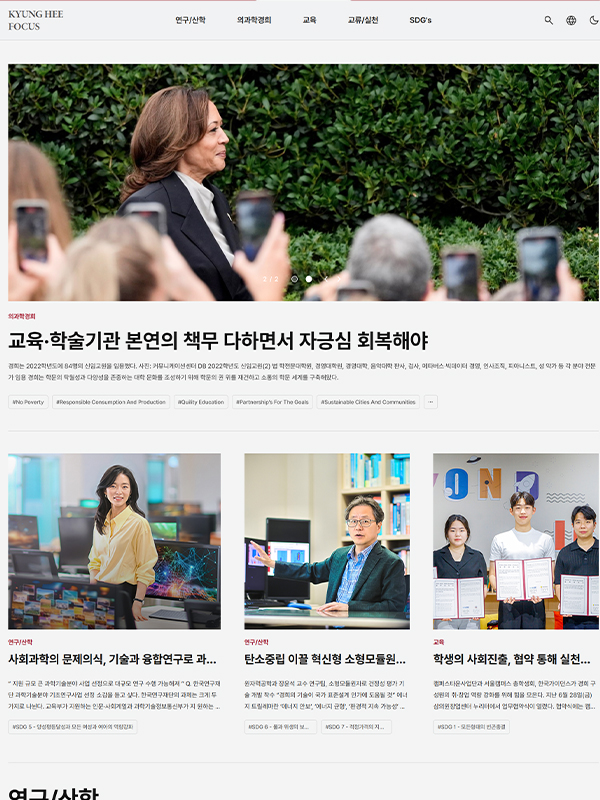 KYUNG HEE
FOCUS
연구/산학
의과학경희
교육
교류/실천
SDG's
의과학경희
교육·학술기관 본연의 책무 다하면서 자긍심 회복해야
경희는 2022학년도에 84명의 신임교원을 임용했다. 사진: 커뮤니케이션센터 DB 2022학년도 신임교원(2) 법 학전문대학원, 경영대학원, 경영대학, 음악대학 판사, 검사, 메타버스·빅데이터 경영, 인사조직, 피아니스트, 성 악가 등 각 분야 전문
가 임용 경희는 학문의 탁월성과 다양성을 존중하는 대학 문화를 조성하기 위해 학문의 권 위를 재건하고 소통의 학문 세계를 구축해왔다.
#No Poverty
#Responsible Consumption And Production
#Quility Education
#Partnership's For The Goals
#Sustainable Cities And Communities
...
연구/산학
사회과학의 문제의식, 기술과 융합연구로 과...
" 지원 규모 큰 과학기술분야 사업 선정으로 대규모 연구 수행 가능해져 " Q. 한국연구재
단 과학기술분야 기초연구사업 선정 소감을 듣고 싶다. 한국연구재단의 과제는 크게 두
가지로 나뉜다. 교육부가 지원하는 인문·사회계열과 과학기술정보통신부가 지 원하는 ...
#SDG 5 - 양성평등달성과 모든 여성과 여아의 역량강화
연구/산학
탄소중립 이끌 혁신형 소형모듈원...
원자력공학과 장윤석 교수 연구팀, 소형모듈원자로 건전성 평가 기
술 개발 착수 "경희의 기술이 국가 표준설계 인가에 도움될 것" 에너
지 트릴레마란 '에너지 안보', '에너지 균형', '환경적 지속 가능성' ...
#SDG 6 - 물과 위생의 보...
#SDG 7 - 적정가격의 지...
교육
학생의 사회진출, 협약 통해 실천...
캠퍼스타운사업단과 서울캠퍼스 총학생회, 한국가이던스가 경희 구
성원의 취·창업 역량 강화를 위해 힘을 모은다. 지난 6월 28일(금)
삼의원창업센터 누리터에서 업무협약식이 열렸다. 협약식에는 캠...
#SDG 1 - 모든형태의 빈곤종결
연구/산학